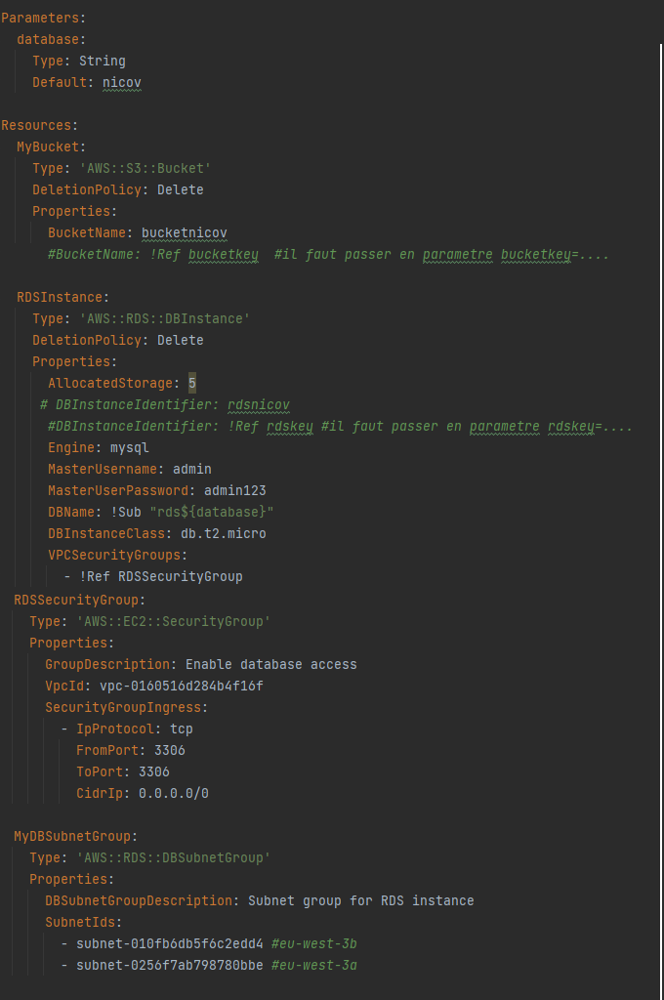 Parameters:
database:
Type: String
Default: nicov
Resources:
MyBucket:
Type: 'AWS::S3::Bucket'
DeletionPolicy: Delete
Properties:
BucketName: bucketnicov
#BucketName: !Ref bucketkey  #il faut passer en parametre bucketkey=....
RDSInstance:
Type: 'AWS::RDS::DBInstance'
DeletionPolicy: Delete
Properties:
AllocatedStorage: 5
# DBInstanceIdentifier: rdsnicov
#DBInstanceIdentifier: !Ref rdskey #il faut passer en parametre rdskey=....
Engine: mysql
MasterUsername: admin
MasterUserPassword: admin123
DBName: !Sub "rds${database}"
DBInstanceClass: db.t2.micro
VPCSecurityGroups:
- !Ref RDSSecurityGroup
RDSSecurityGroup:
Type: 'AWS::EC2::SecurityGroup'
Properties:
GroupDescription: Enable database access
VpcId: vpc-0160516d284b4f16f
SecurityGroupIngress:
- IpProtocol: tcp
FromPort: 3306
ToPort: 3306
CidrIp: 0.0.0.0/0
MyDBSubnetGroup:
Type: 'AWS::RDS::DBSubnetGroup'
Properties:
DBSubnetGroupDescription: Subnet group for RDS instance
SubnetIds:
- subnet-010fb6db5f6c2edd4 #eu-west-3b
- subnet-0256f7ab798780bbe #eu-west-3a